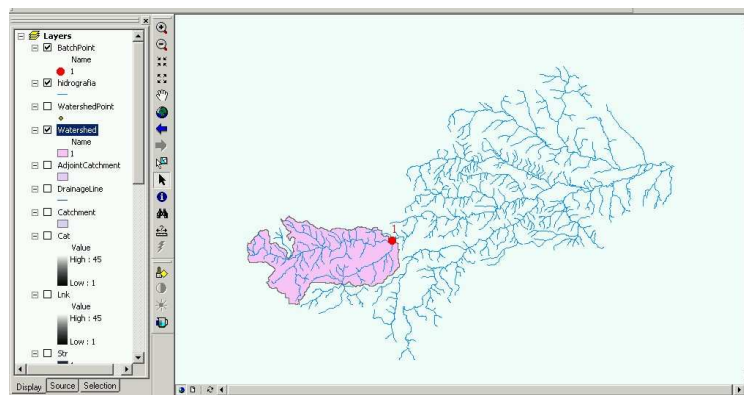 Layers
BatchPoint
Name
1
hidrografia
WatershedPoint
Watershed
Name
1
AdjointCatchment
DrainageLine
Catchment
Cat
Value
High : 45
Low : 1
Lnk
Value
High : 45
Low : 1
Str
Display Source Selection
1